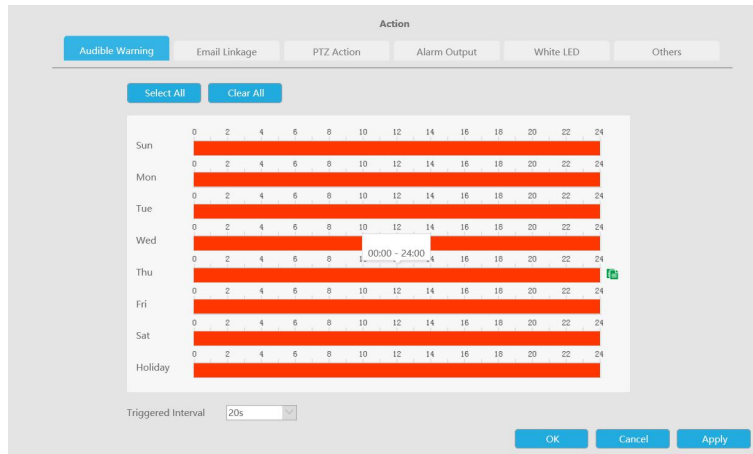 Action
Audible Warning Email Linkage PTZ Action Alarm Output White LED Others
Select All Clear All
0 2 4 6 8 10 12 14 16 18 20 22 24
Sun
0 2 4 6 8 10 12 14 16 18 20 22 24
Mon
0 2 4 6 8 10 12 14 16 18 20 22 24
Tue
0 2 4 6 8 10 12 14 16 18 20 22 24
Wed
00:00 - 24:00
0 2 4 6 8 16 18 20 22 24
Thu
0 2 4 6 8 10 12 14 16 18 20 22 24
Fri
0 2 4 6 8 10 12 14 16 18 20 22 24
Sat
0 2 4 6 8 10 12 14 16 18 20 22 24
Holiday
Triggered Interval 20s
OK Cancel Apply